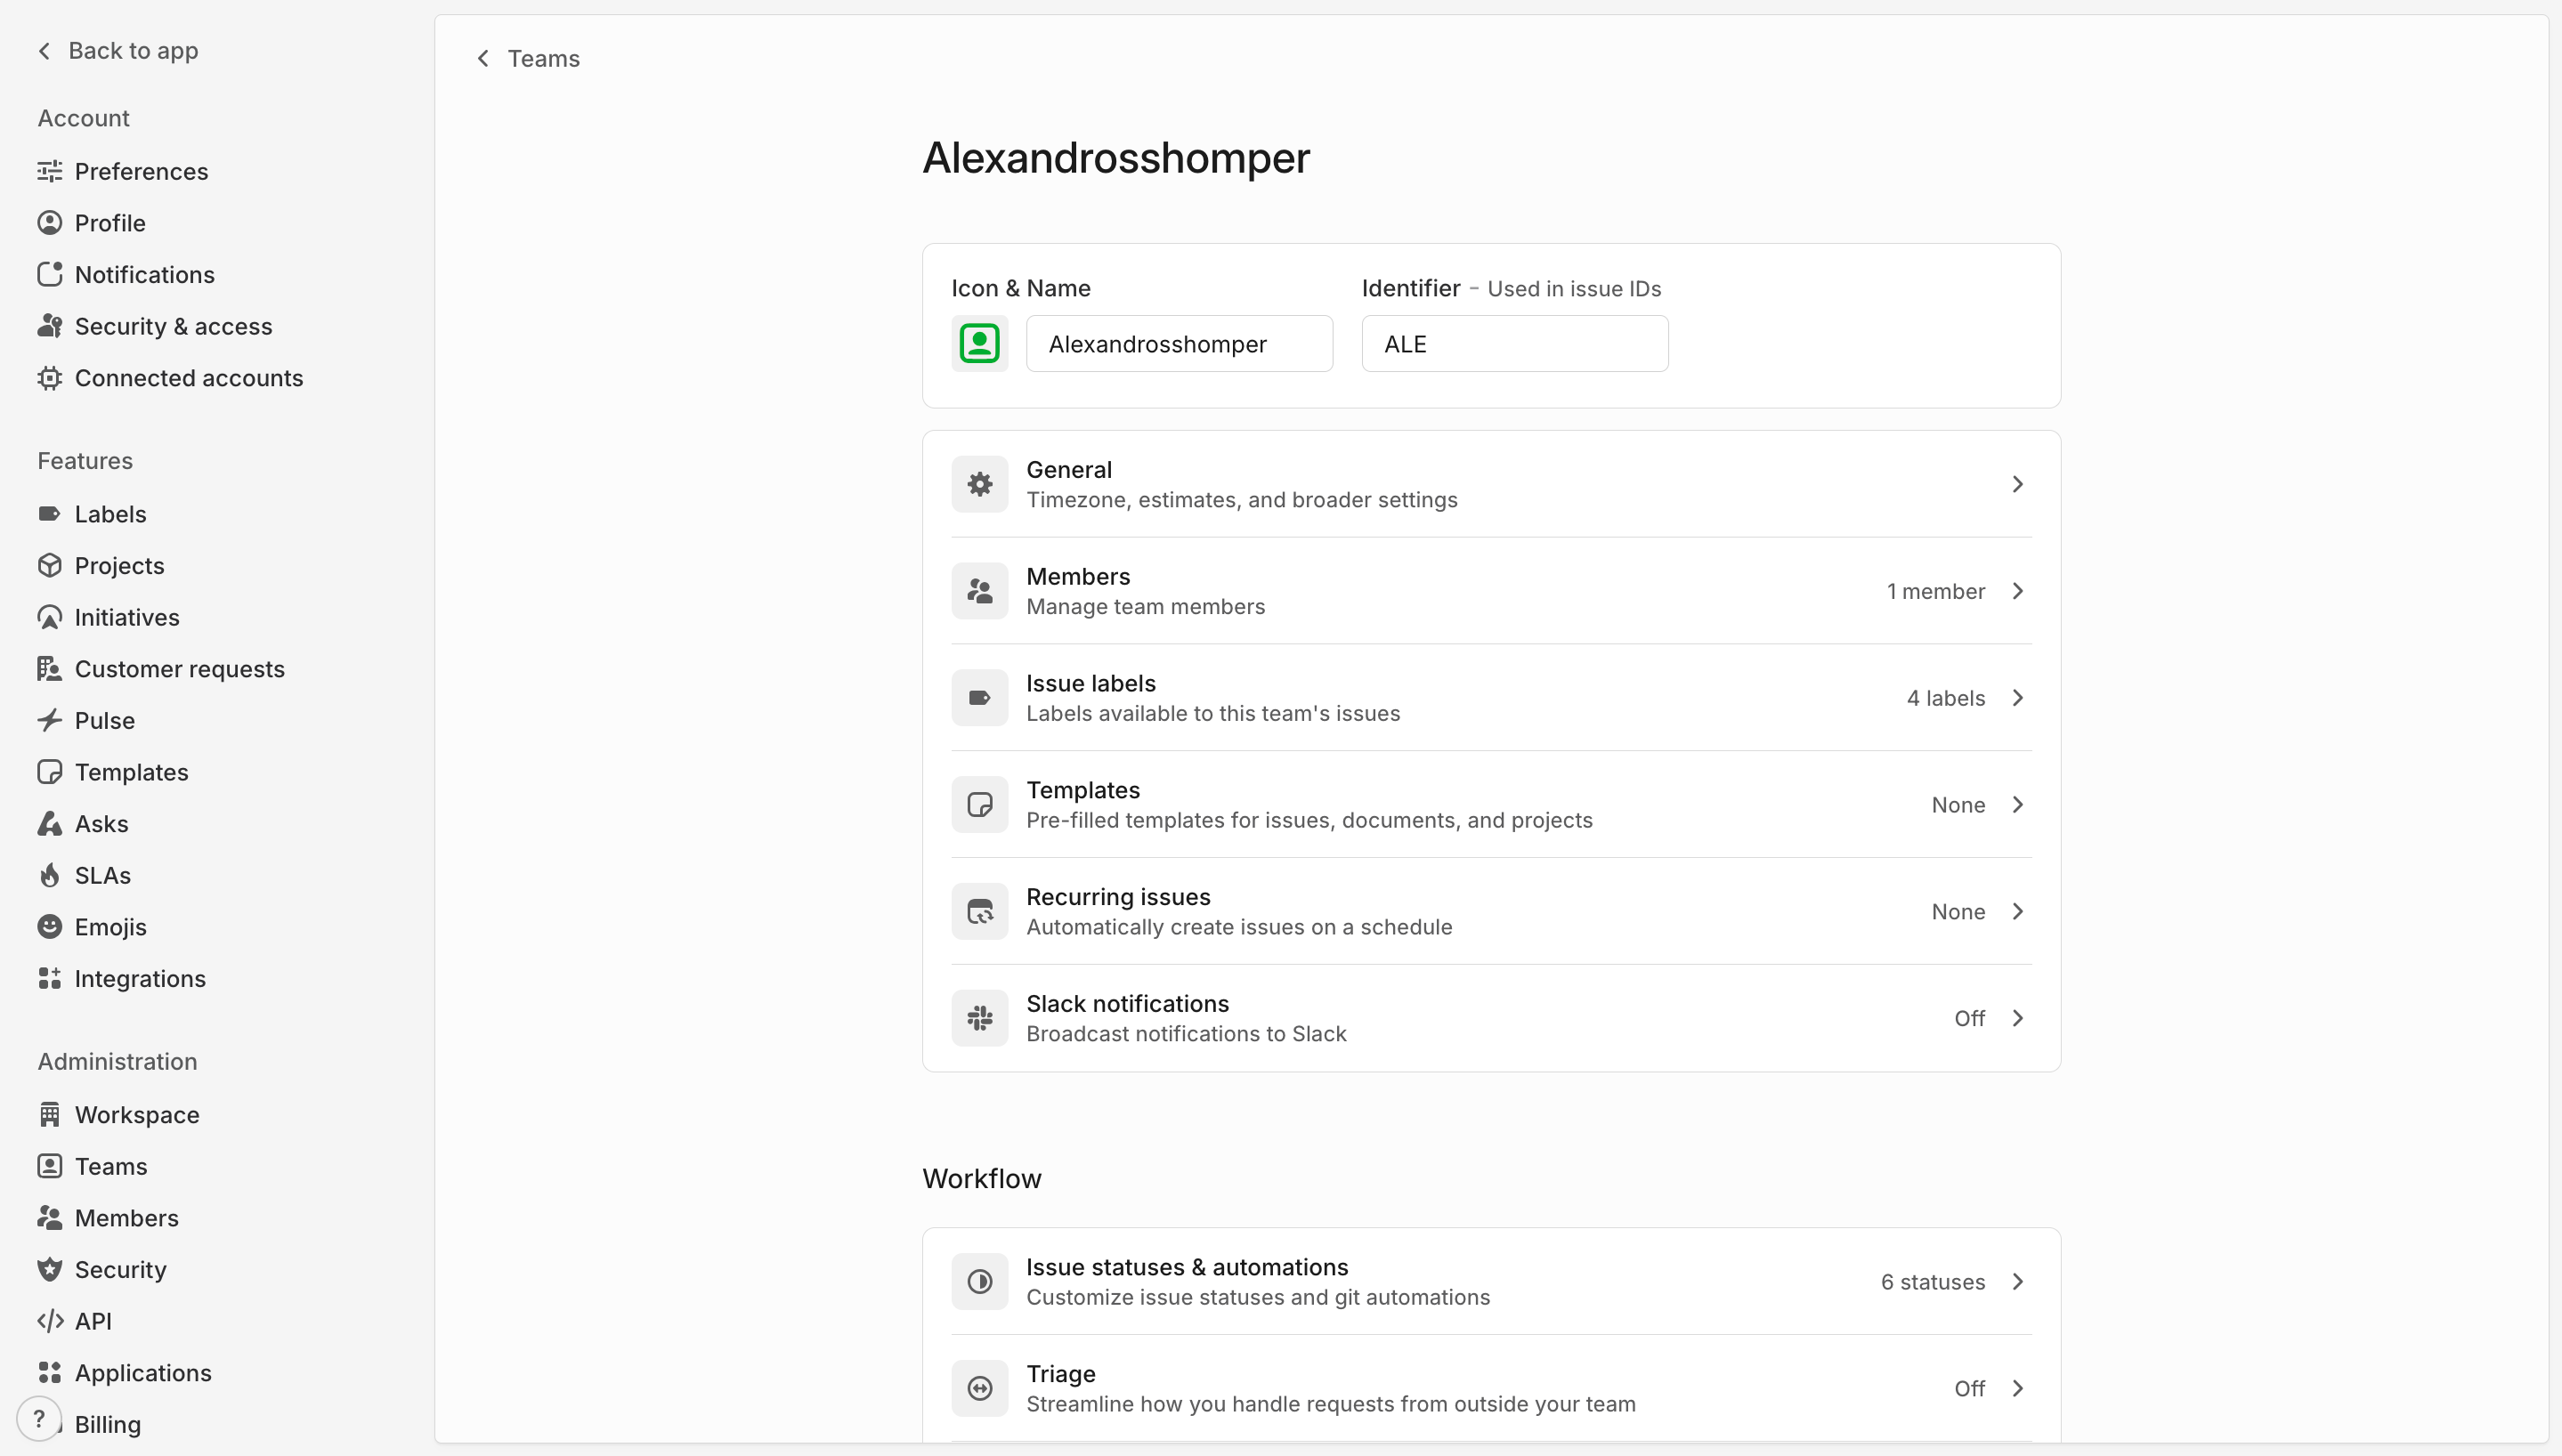 Back to app
Account
Preferences
Profile
Notifications
Security & access
Connected accounts
Features
Labels
Projects
Initiatives
Customer requests
Pulse
Templates
Asks
SLAs
Emojis
Integrations
Administration
Workspace
Teams
Members
Security
API
Applications
?
Billing
Teams
Alexandrosshomper
Icon & Name
Identifier - Used in issue IDs
Alexandrosshomper
ALE
General
Timezone, estimates, and broader settings
Members
Manage team members
1 member
Issue labels
Labels available to this team's issues
4 labels
Templates
Pre-filled templates for issues, documents, and projects
None
Recurring issues
Automatically create issues on a schedule
None
Slack notifications
Broadcast notifications to Slack
Off
Workflow
Issue statuses & automations
Customize issue statuses and git automations
6 statuses
Triage
Streamline how you handle requests from outside your team
Off